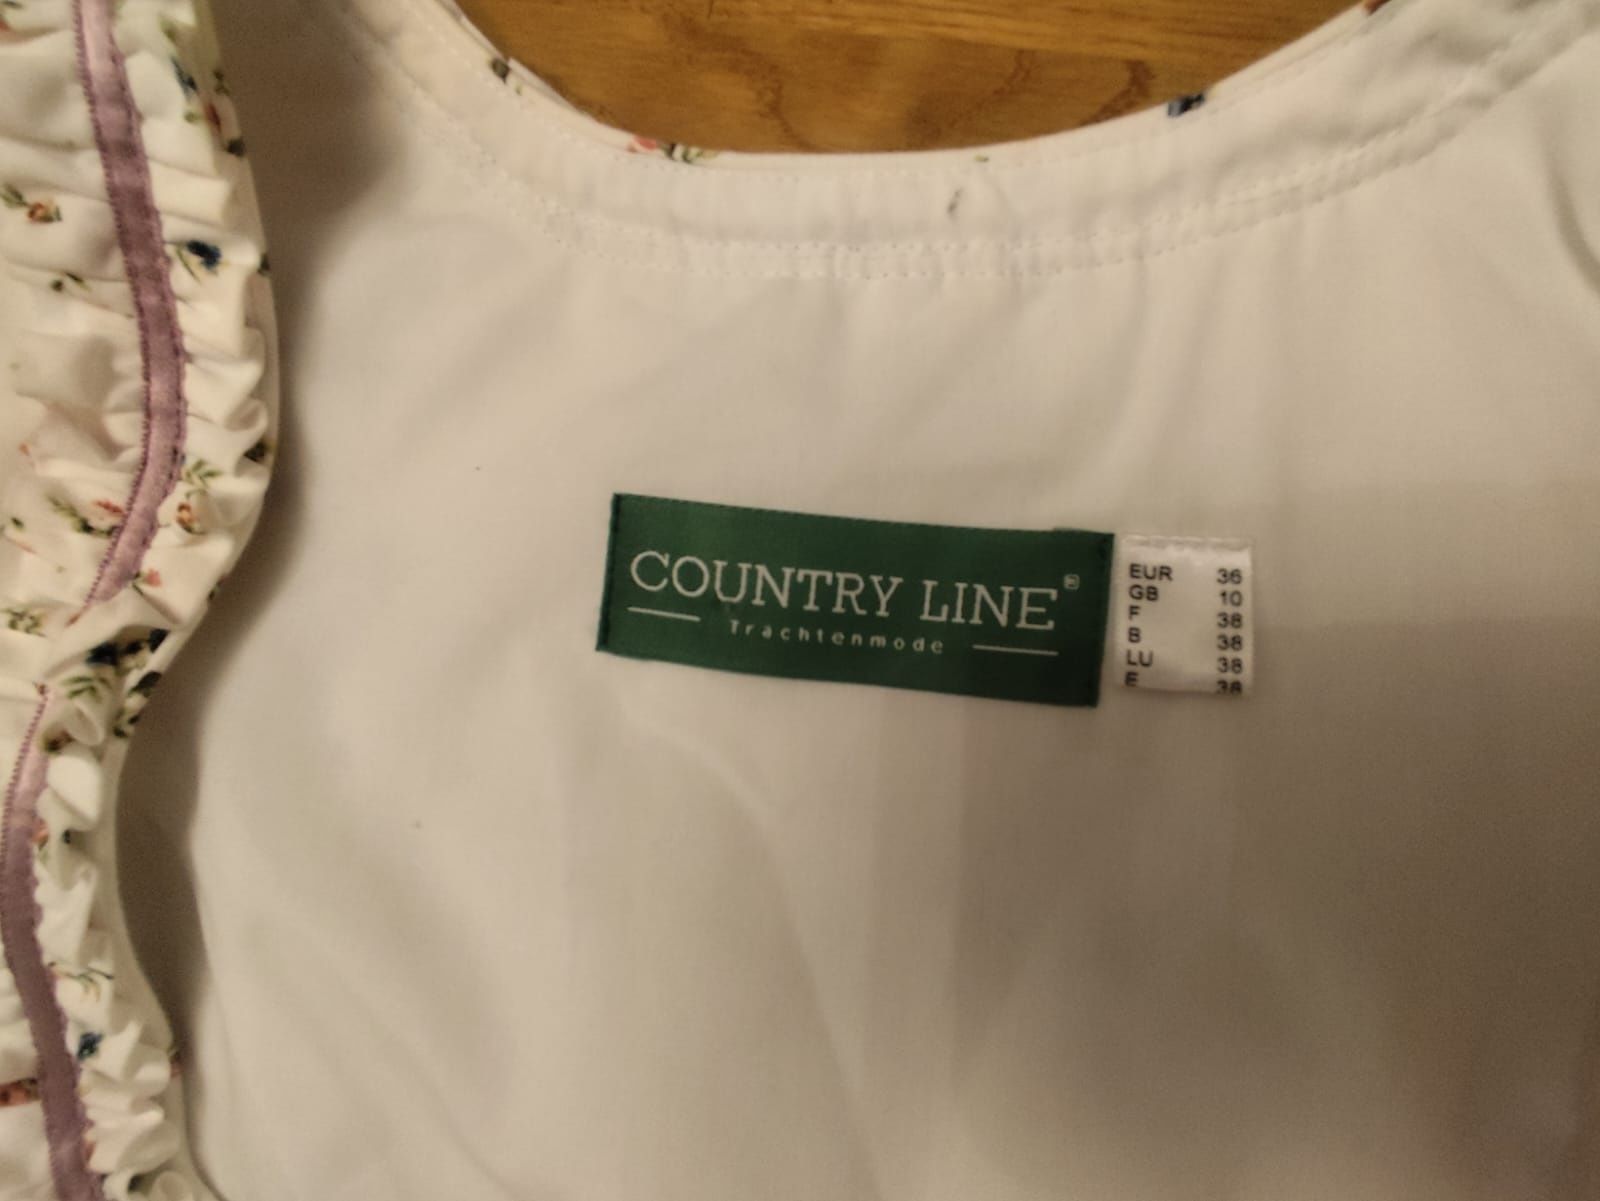 COUNTRY LINE®
Trachtenmode
EUR 36
GB 10
F 38
B 38
LU 38
E 38